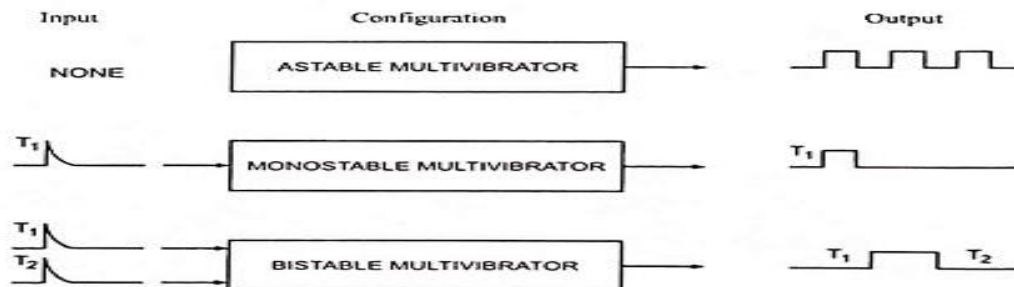 Input Configuration Output
NONE ASTABLE MULTIVIBRATOR
T1 MONOSTABLE MULTIVIBRATOR T1
T1
T2 BISTABLE MULTIVIBRATOR T1 T2